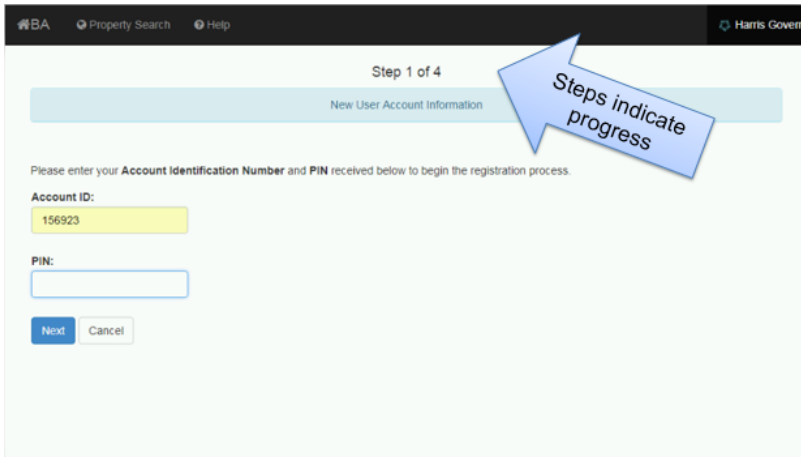 BA Property Search Help Harris Govern
Step 1 of 4
New User Account Information
Steps indicate
progress
Please enter your Account Identification Number and PIN received below to begin the registration process.
Account ID:
156923
PIN:
Next Cancel